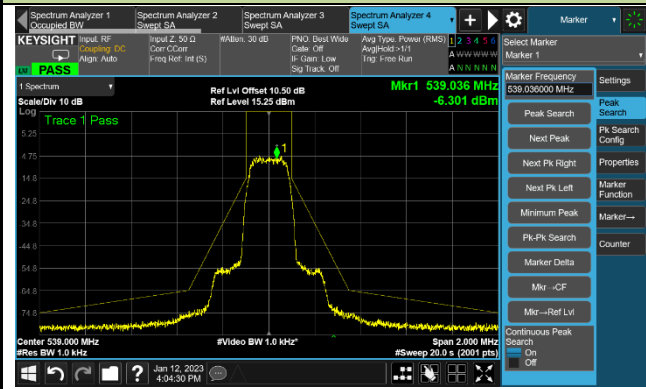 Spectrum Analyzer 1
Occupied BW
Spectrum Analyzer 2
Swept SA
Spectrum Analyzer 3
Swept SA
Spectrum Analyzer 4
Swept SA
Marker
KEYSIGHT
LXI PASS
Input: RF
Coupling: DC
Align: Auto
Input Z: 50 Ω
Corr CCorr
Freq Ref: Int (S)
#Atten: 30 dB
PNO: Best Wide
Gate: Off
IF Gain: Low
Sig Track: Off
Avg Type: Power (RMS)
Avg|Hold:>1/1
Trig: Free Run
1 2 3 4 5 6
A W W W W W
A N N N N N
Select Marker
Marker 1
1 Spectrum
Scale/Div 10 dB
Ref Lvl Offset 10.50 dB
Ref Level 15.25 dBm
Mkr1 539.036 MHz
-6.301 dBm
Log
Trace 1 Pass
1
5.25
-4.75
-14.8
-24.8
-34.8
-44.8
-54.8
-64.8
-74.8
Center 539.000 MHz
#Res BW 1.0 kHz
#Video BW 1.0 kHz*
Span 2.000 MHz
#Sweep 20.0 s (2001 pts)
Marker Frequency
539.036000 MHz
Peak Search
Next Peak
Next Pk Right
Next Pk Left
Minimum Peak
Pk-Pk Search
Marker Delta
Mkr→CF
Mkr→Ref Lvl
Continuous Peak
Search
On
Off
Settings
Peak
Search
Pk Search
Config
Properties
Marker
Function
Marker→
Counter
?
Jan 12, 2023
4:04:30 PM